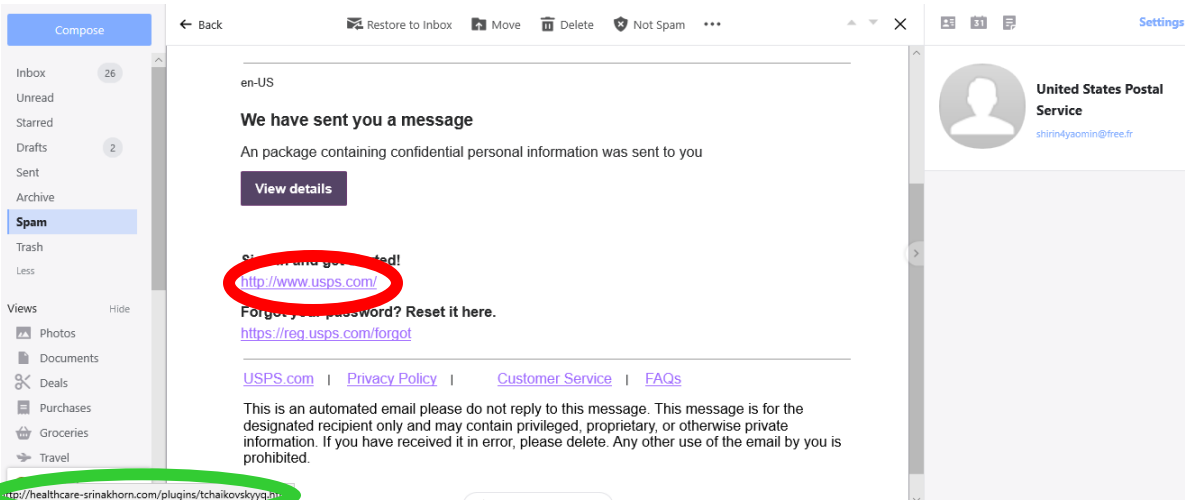 Compose
Back
Restore to Inbox
Move
Delete
Not Spam
31
Settings
Inbox 26
Unread
Starred
Drafts 2
Sent
Archive
Spam
Trash
Less
Views Hide
Photos
Documents
Deals
Purchases
Groceries
Travel
en-US
We have sent you a message
An package containing confidential personal information was sent to you
View details
and
http://www.usps.com/
Forgot your password? Reset it here.
https://reg.usps.com/forgot
USPS.com | Privacy Policy | Customer Service | FAQs
This is an automated email please do not reply to this message. This message is for the
designated recipient only and may contain privileged, proprietary, or otherwise private
information. If you have received it in error, please delete. Any other use of the email by you is
prohibited.
United States Postal
Service
shirin4yaomin@free.fr
http://healthcare-srinakhorn.com/plugins/tchaikovskyyq.